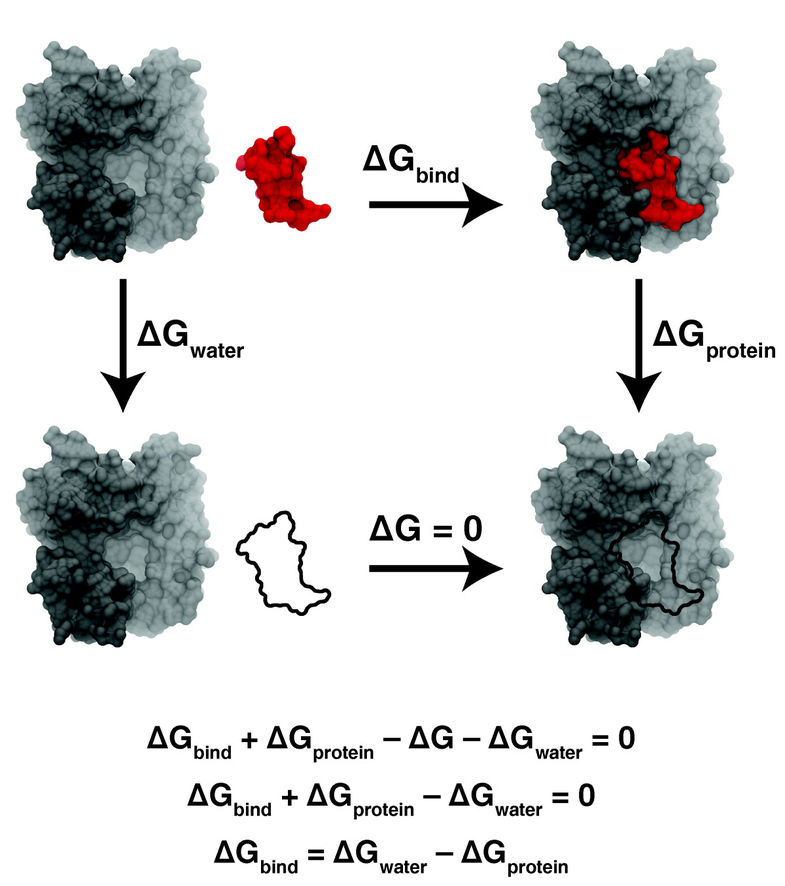 ΔGbind
ΔGwater
ΔGprotein
ΔG = 0
ΔGbind + ΔGprotein – ΔG – ΔGwater = 0
ΔGbind + ΔGprotein – ΔGwater = 0
ΔGbind = ΔGwater – ΔGprotein